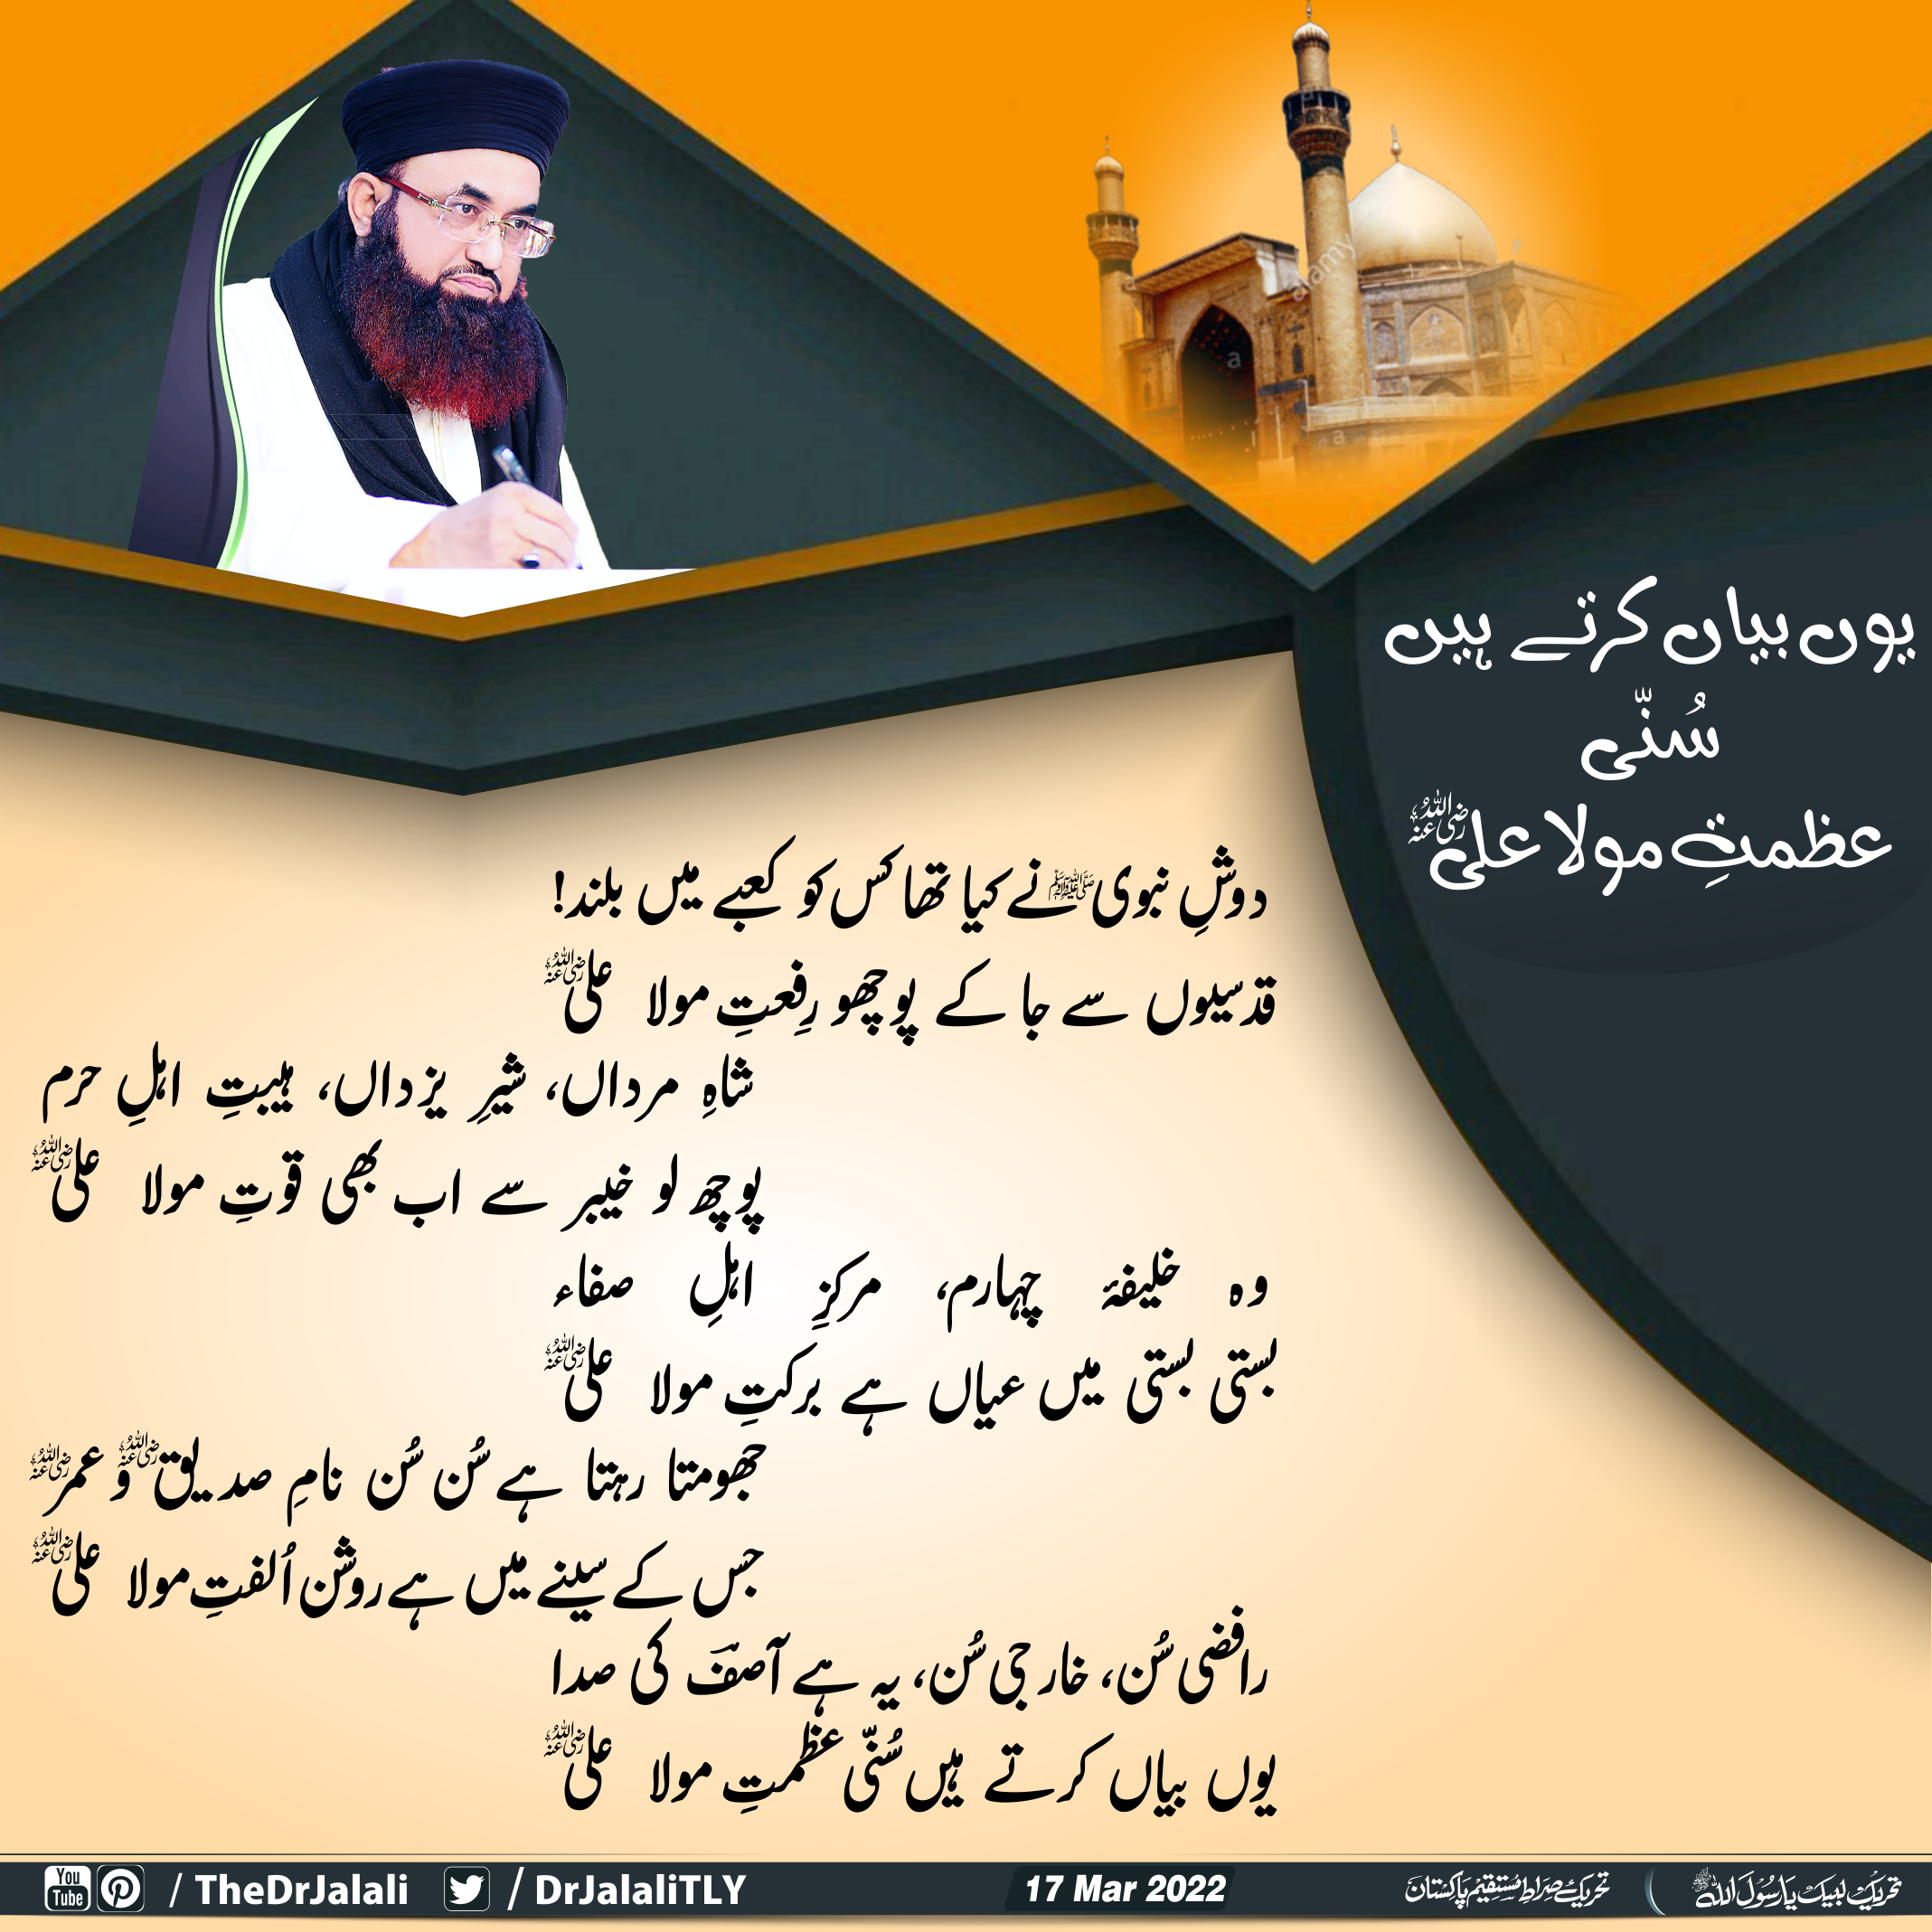 یوں بیاں کرتے ہیں
سُنّی
عظمتِ مولا علی رضی اللہ عنہ
دوشِ نبوی ﷺ نے کیا تھا کس کو کعبے میں بلند!
قدسیوں سے جا کے پوچھو رِفعتِ مولا علی رضی اللہ عنہ
شاہِ مرداں، شیرِ یزداں، ہیبتِ اہلِ حرم
پوچھ لو خیبر سے اب بھی قوتِ مولا علی رضی اللہ عنہ
وہ خلیفۂ چہارم، مرکزِ اہلِ صفاء
بستی بستی میں عیاں ہے برکتِ مولا علی رضی اللہ عنہ
جھومتا رہتا ہے سُن سُن نامِ صدیق رضی اللہ عنہ و عمر رضی اللہ عنہ
جس کے سینے میں ہے روشن اُلفتِ مولا علی رضی اللہ عنہ
رافضی سُن، خارجی سُن، یہ ہے آصفؔ کی صدا
یوں بیاں کرتے ہیں سُنّی عظمتِ مولا علی رضی اللہ عنہ
You Tube / TheDrJalali / DrJalaliTLY 17 Mar 2022 تحریک لبیک یا رسول اللہ ﷺ تحریک صراط مستقیم پاکستان
alamy
a
a